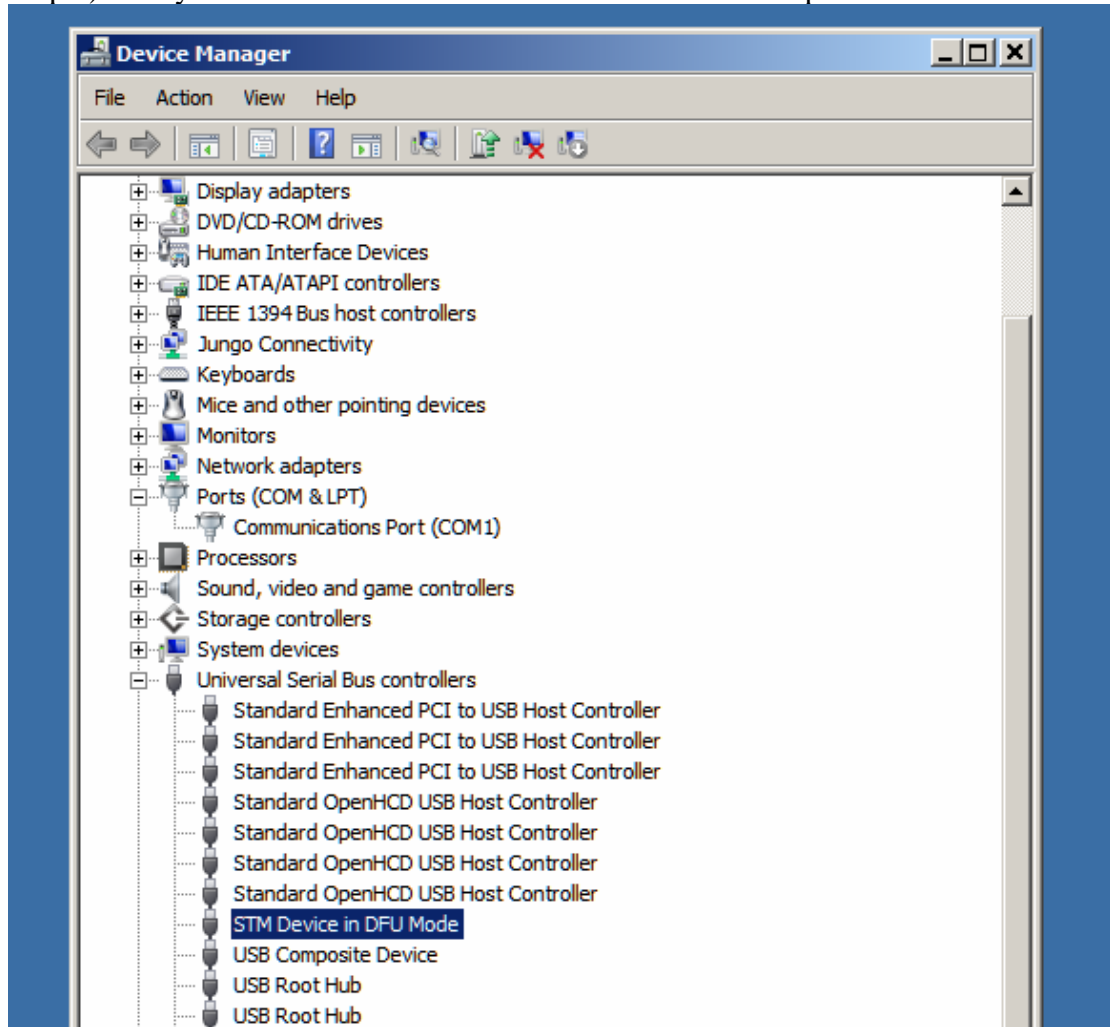 Device Manager
File Action View Help
Display adapters
DVD/CD-ROM drives
Human Interface Devices
IDE ATA/ATAPI controllers
IEEE 1394 Bus host controllers
Jungo Connectivity
Keyboards
Mice and other pointing devices
Monitors
Network adapters
Ports (COM & LPT)
Communications Port (COM1)
Processors
Sound, video and game controllers
Storage controllers
System devices
Universal Serial Bus controllers
Standard Enhanced PCI to USB Host Controller
Standard Enhanced PCI to USB Host Controller
Standard Enhanced PCI to USB Host Controller
Standard OpenHCD USB Host Controller
Standard OpenHCD USB Host Controller
Standard OpenHCD USB Host Controller
Standard OpenHCD USB Host Controller
STM Device in DFU Mode
USB Composite Device
USB Root Hub
USB Root Hub